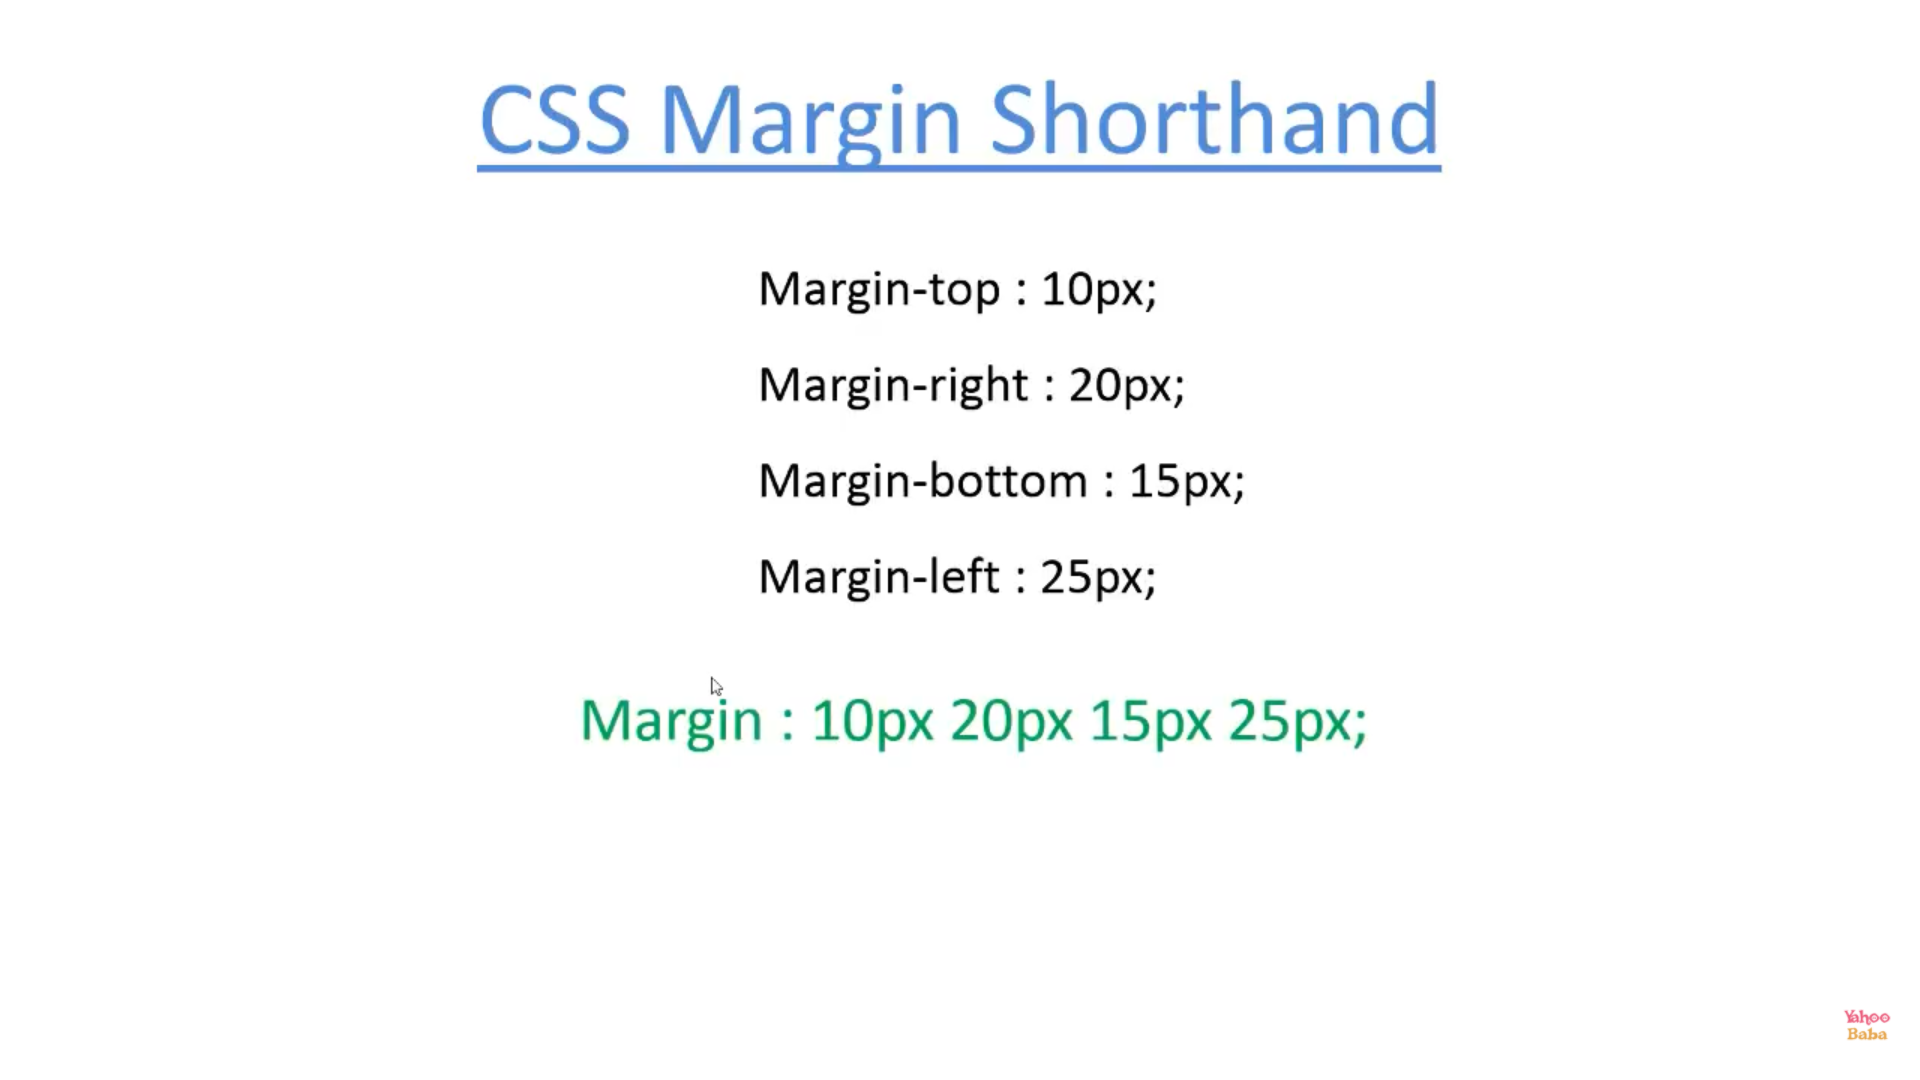 CSS Margin Shorthand
Margin-top : 10px;
Margin-right : 20px;
Margin-bottom : 15px;
Margin-left : 25px;
Margin : 10px 20px 15px 25px;
Yahoo
Baba